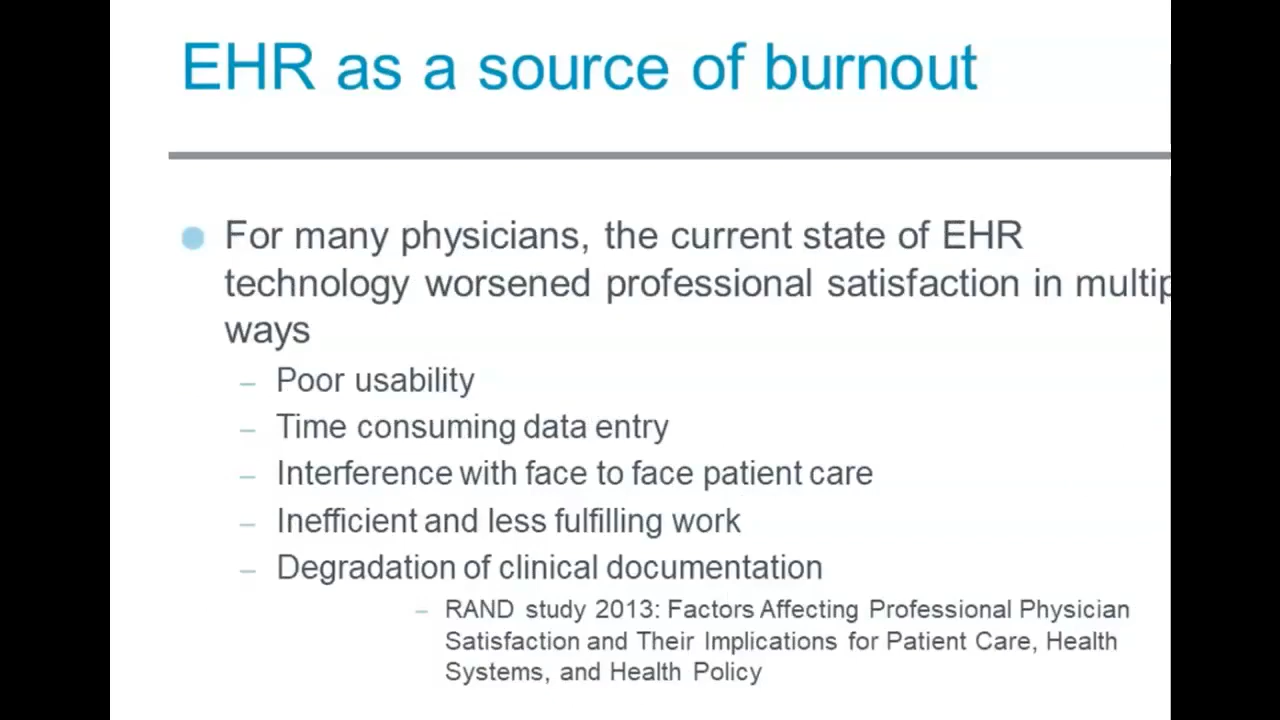 EHR as a source of burnout
For many physicians, the current state of EHR
technology worsened professional satisfaction in multip
ways
– Poor usability
– Time consuming data entry
– Interference with face to face patient care
– Inefficient and less fulfilling work
– Degradation of clinical documentation
– RAND study 2013: Factors Affecting Professional Physician
Satisfaction and Their Implications for Patient Care, Health
Systems, and Health Policy